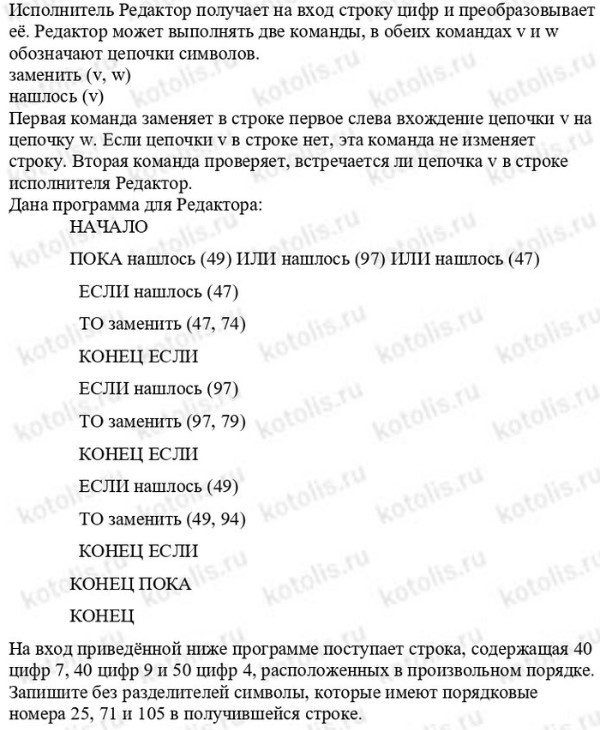 Исполнитель Редактор получает на вход строку цифр и преобразовывает
её. Редактор может выполнять две команды, в обеих командах v и w
обозначают цепочки символов.
заменить (v, w)
нашлось (v)
Первая команда заменяет в строке первое слева вхождение цепочки v на
цепочку w. Если цепочки v в строке нет, эта команда не изменяет
строку. Вторая команда проверяет, встречается ли цепочка v в строке
исполнителя Редактор.
Дана программа для Редактора:
НАЧАЛО
ПОКА нашлось (49) ИЛИ нашлось (97) ИЛИ нашлось (47)
ЕСЛИ нашлось (47)
ТО заменить (47, 74)
КОНЕЦ ЕСЛИ
ЕСЛИ нашлось (97)
ТО заменить (97, 79)
КОНЕЦ ЕСЛИ
ЕСЛИ нашлось (49)
ТО заменить (49, 94)
КОНЕЦ ЕСЛИ
КОНЕЦ ПОКА
КОНЕЦ
На вход приведённой ниже программе поступает строка, содержащая 40
цифр 7, 40 цифр 9 и 50 цифр 4, расположенных в произвольном порядке.
Запишите без разделителей символы, которые имеют порядковые
номера 25, 71 и 105 в получившейся строке.
kotolis.ru